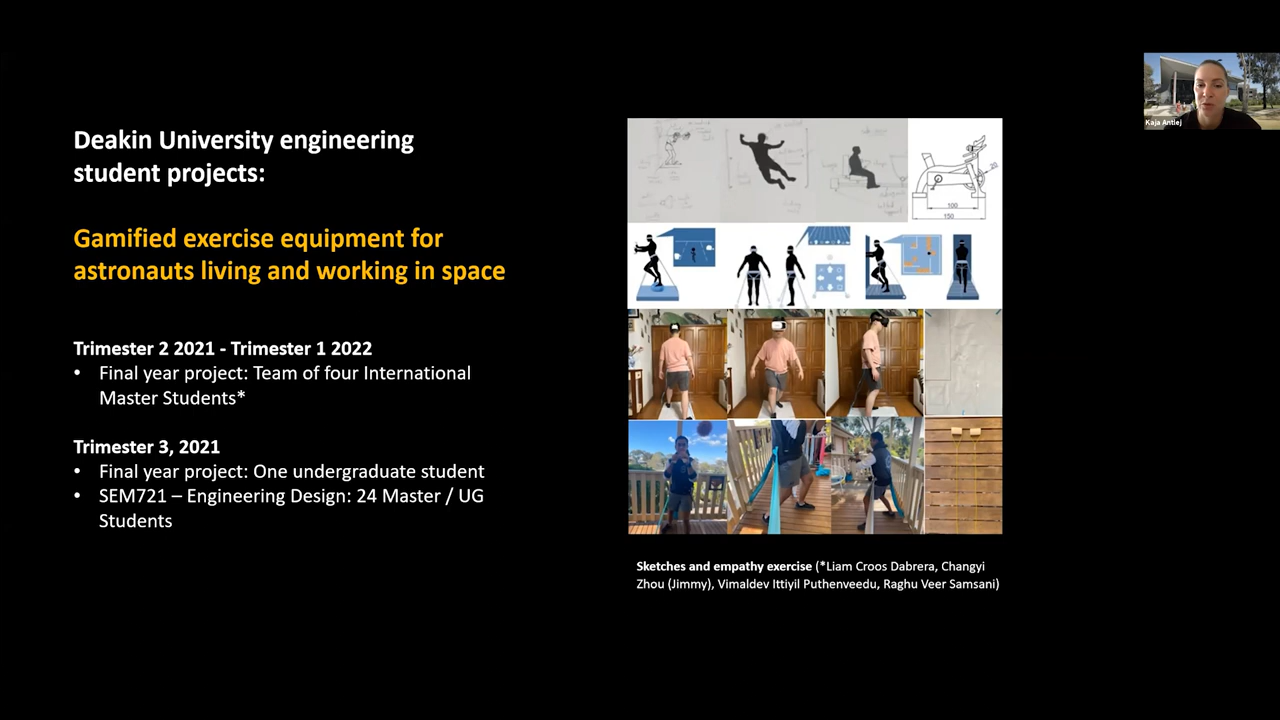 Kaja Antiej
Deakin University engineering
student projects:
Gamified exercise equipment for
astronauts living and working in space
Trimester 2 2021 - Trimester 1 2022
• Final year project: Team of four International
Master Students*
Trimester 3, 2021
• Final year project: One undergraduate student
• SEM721 – Engineering Design: 24 Master / UG
Students
100
150
Sketches and empathy exercise (*Liam Croos Dabrera, Changyi
Zhou (Jimmy), Vimaldev Ittiyil Puthenveedu, Raghu Veer Samsani)